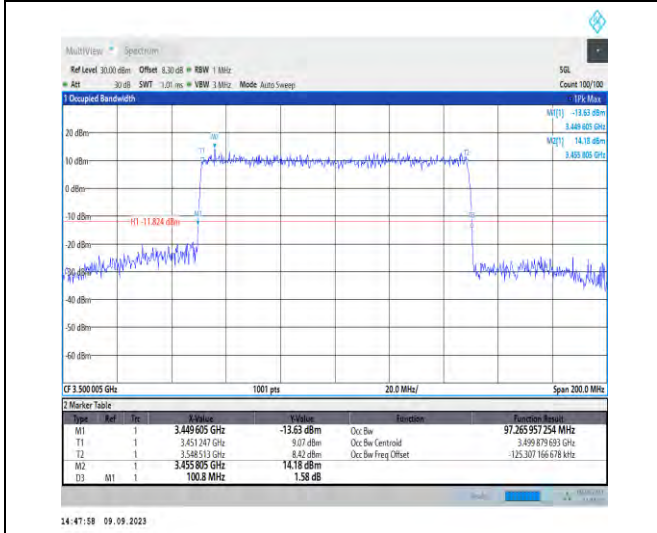 MultiView Spectrum
Ref Level 30.00 dBm Offset 8.30 dB RBW 1 MHz SGL
Att 30 dB SWT 1.01 ms VBW 3 MHz Mode Auto Sweep Count 100/100
1 Occupied Bandwidth 1Pk Max
M1[1] -13.63 dBm
3.449 605 GHz
M2[1] 14.18 dBm
3.455 805 GHz
20 dBm
M2
T1 T2
10 dBm
0 dBm
-10 dBm M1
H1 -11.824 dBm
-20 dBm
-30 dBm
-40 dBm
-50 dBm
-60 dBm
CF 3.500 005 GHz 1001 pts 20.0 MHz/ Span 200.0 MHz
2 Marker Table
Type Ref Trc X-Value Y-Value Function Function Result
M1 1 3.449 605 GHz -13.63 dBm Occ Bw 97.265 957 254 MHz
T1 1 3.451 247 GHz 9.07 dBm Occ Bw Centroid 3.499 879 693 GHz
T2 1 3.548 513 GHz 8.42 dBm Occ Bw Freq Offset -125.307 166 678 kHz
M2 1 3.455 805 GHz 14.18 dBm
D3 M1 1 100.8 MHz 1.58 dB
14:47:58 09.09.2023